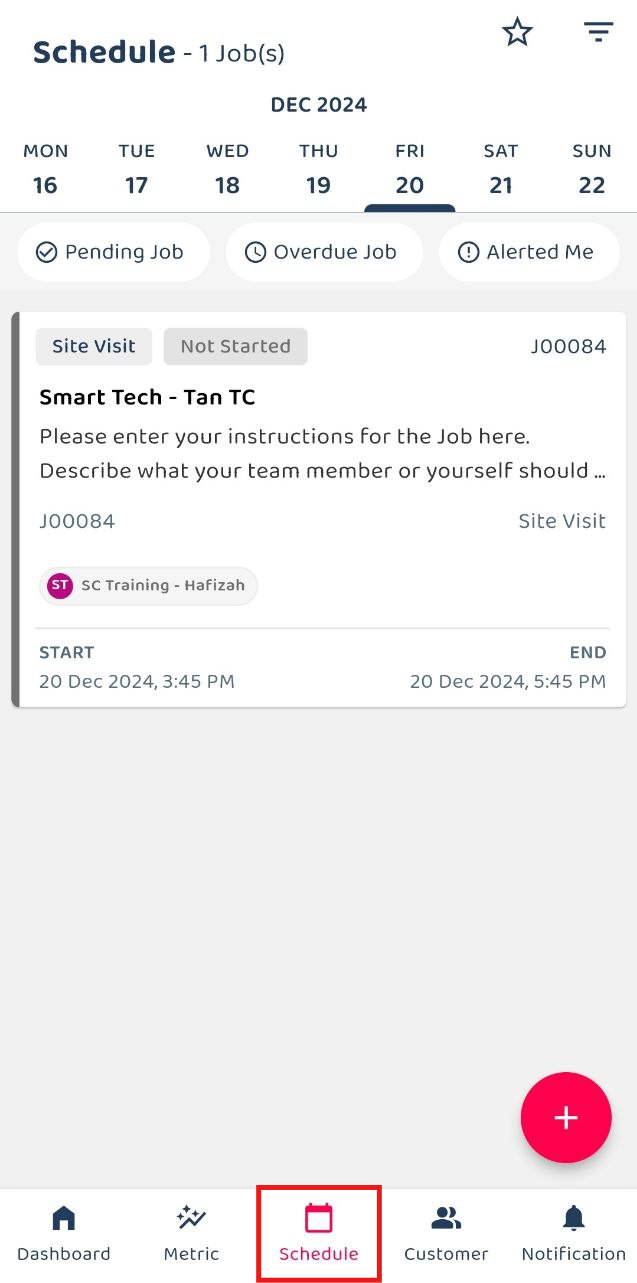 Schedule - 1 Job(s)
DEC 2024
MON TUE WED THU FRI SAT SUN
16 17 18 19 20 21 22
Pending Job Overdue Job Alerted Me
Site Visit Not Started J00084
Smart Tech - Tan TC
Please enter your instructions for the Job here.
Describe what your team member or yourself should ...
J00084 Site Visit
ST SC Training - Hafizah
START END
20 Dec 2024, 3:45 PM 20 Dec 2024, 5:45 PM
Dashboard Metric Schedule Customer Notification